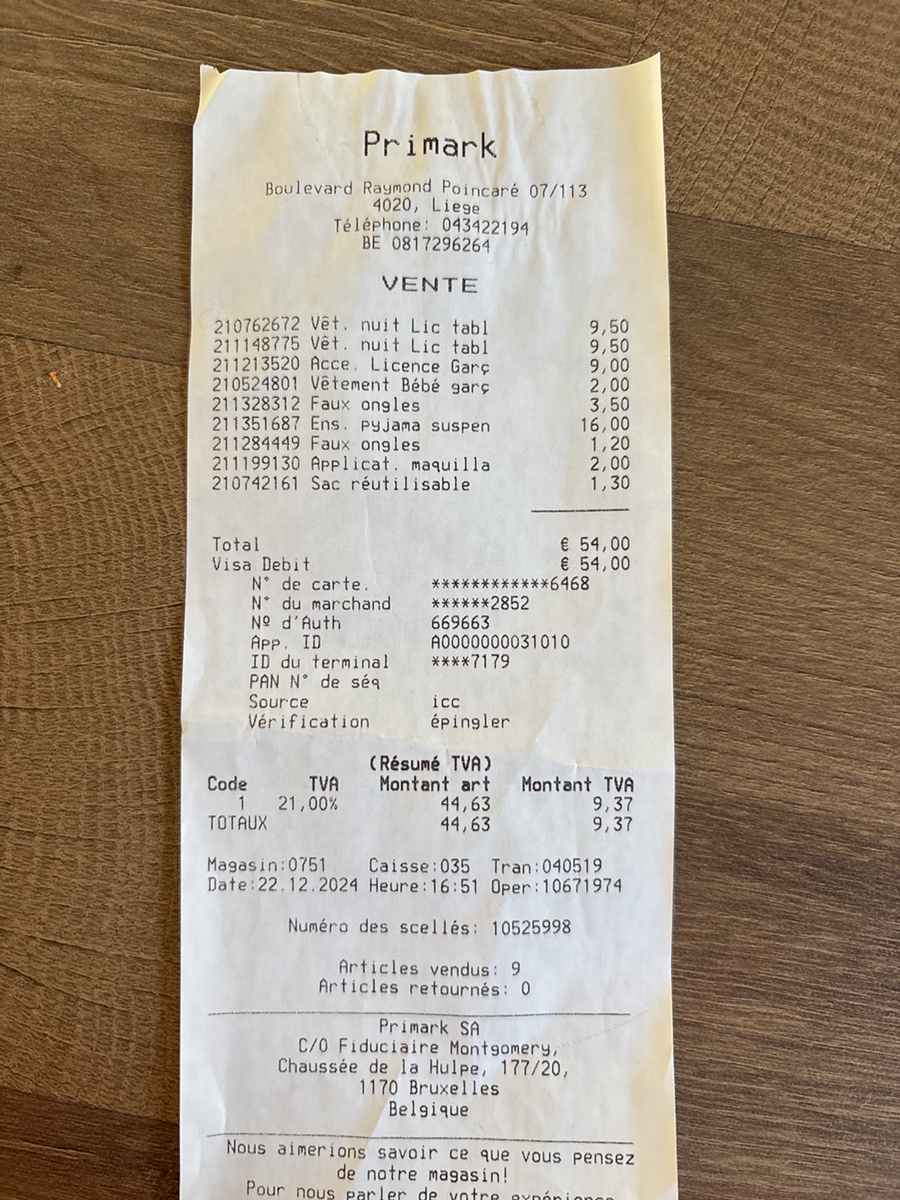 Primark
Boulevard Raymond Poincaré 07/113
4020, Liege
Téléphone: 043422194
BE 0817296264
VENTE
210762672 Vêt. nuit Lic tabl 9,50
211148775 Vêt. nuit Lic tabl 9,50
211213520 Acce. Licence Garç 9,00
210524801 Vêtement Bébé garç 2,00
211328312 Faux ongles 3,50
211351687 Ens. pyjama suspen 16,00
211284449 Faux ongles 1,20
211199130 Applicat. maquilla 2,00
210742161 Sac réutilisable 1,30
Total € 54,00
Visa Debit € 54,00
N° de carte. ************6468
N° du marchand ******2852
Nº d'Auth 669663
App. ID A0000000031010
ID du terminal ****7179
PAN N° de séq
Source icc
Vérification épingler
(Résumé TVA)
Code TVA Montant art Montant TVA
1 21,00% 44,63 9,37
TOTAUX 44,63 9,37
Magasin:0751 Caisse:035 Tran:040519
Date:22.12.2024 Heure:16:51 Oper:10671974
Numéro des scellés: 10525998
Articles vendus: 9
Articles retournés: 0
Primark SA
C/O Fiduciaire Montgomery,
Chaussée de la Hulpe, 177/20,
1170 Bruxelles
Belgique
Nous aimerions savoir ce que vous pensez
de notre magasin!
Pour nous parler de votre expérience